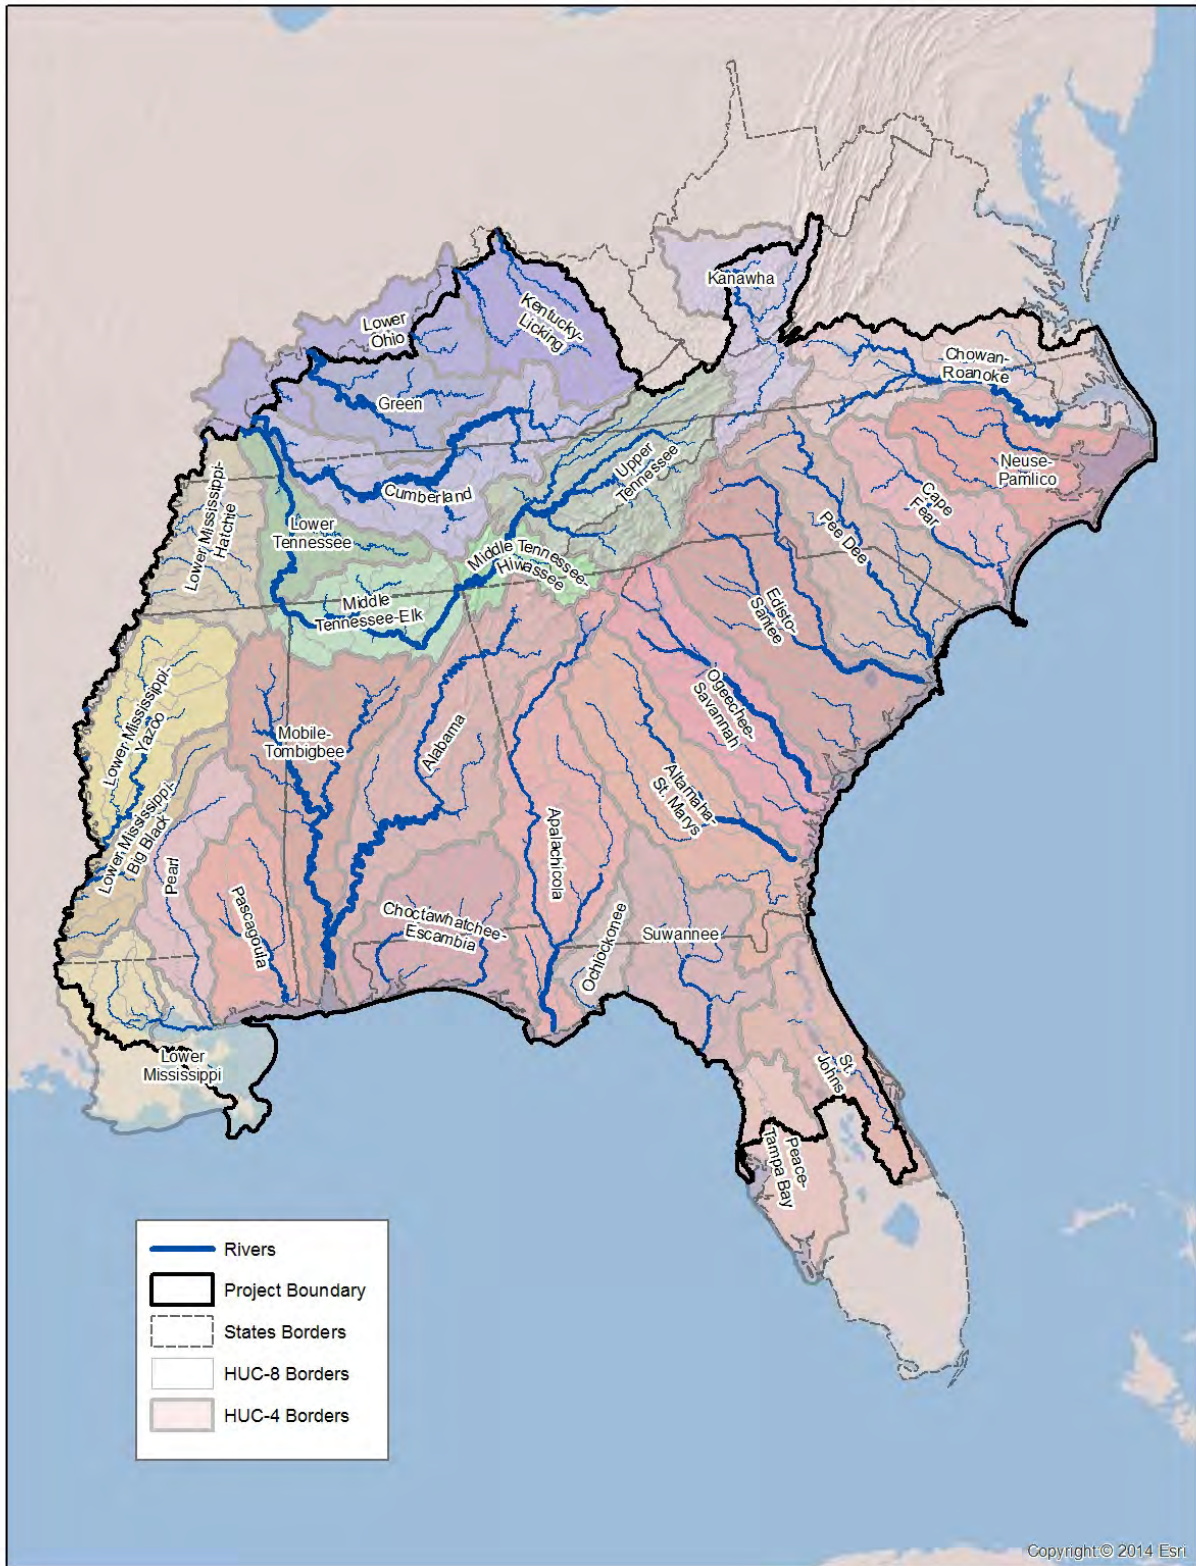 Kanawha
Lower
Ohio
Kentucky-
Licking
Chowan-
Roanoke
Green
Neuse-
Pamlico
Upper
Tennessee
Cape
Fear
Cumberland
Lower Mississippi-
Hatchie
Lower
Tennessee
Pee Dee
Middle Tennessee-
Hiwassee
Middle
Tennessee-Elk
Edisto-
Santee
Ogeechee-
Savannah
Lower Mississippi-
Yazoo
Mobile-
Tombigbee
Alabama
Altamaha-
St. Marys
Lower Mississippi-
Big Black
Pearl
Apalachicola
Pascagoula
Choctawhatchee-
Escambia
Ochlockonee
Suwannee
Lower
Mississippi
St.
Johns
Peace-
Tampa Bay
Rivers
Project Boundary
States Borders
HUC-8 Borders
HUC-4 Borders
Copyright:© 2014 Esri